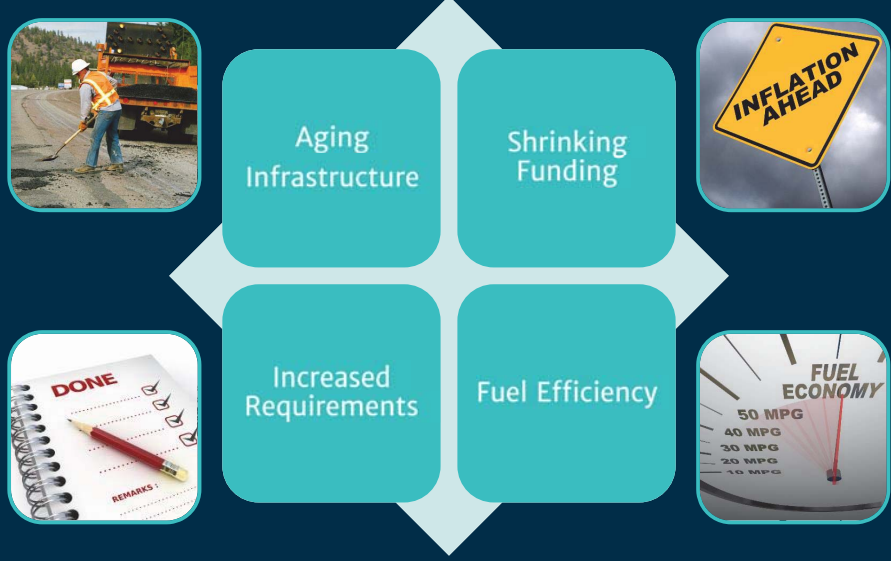 Aging
Infrastructure
Shrinking
Funding
INFLATION
AHEAD
Increased
Requirements
Fuel Efficiency
DONE
REMARKS :
FUEL
ECONOMY
50 MPG
40 MPG
30 MPG
20 MPG
10 MPG